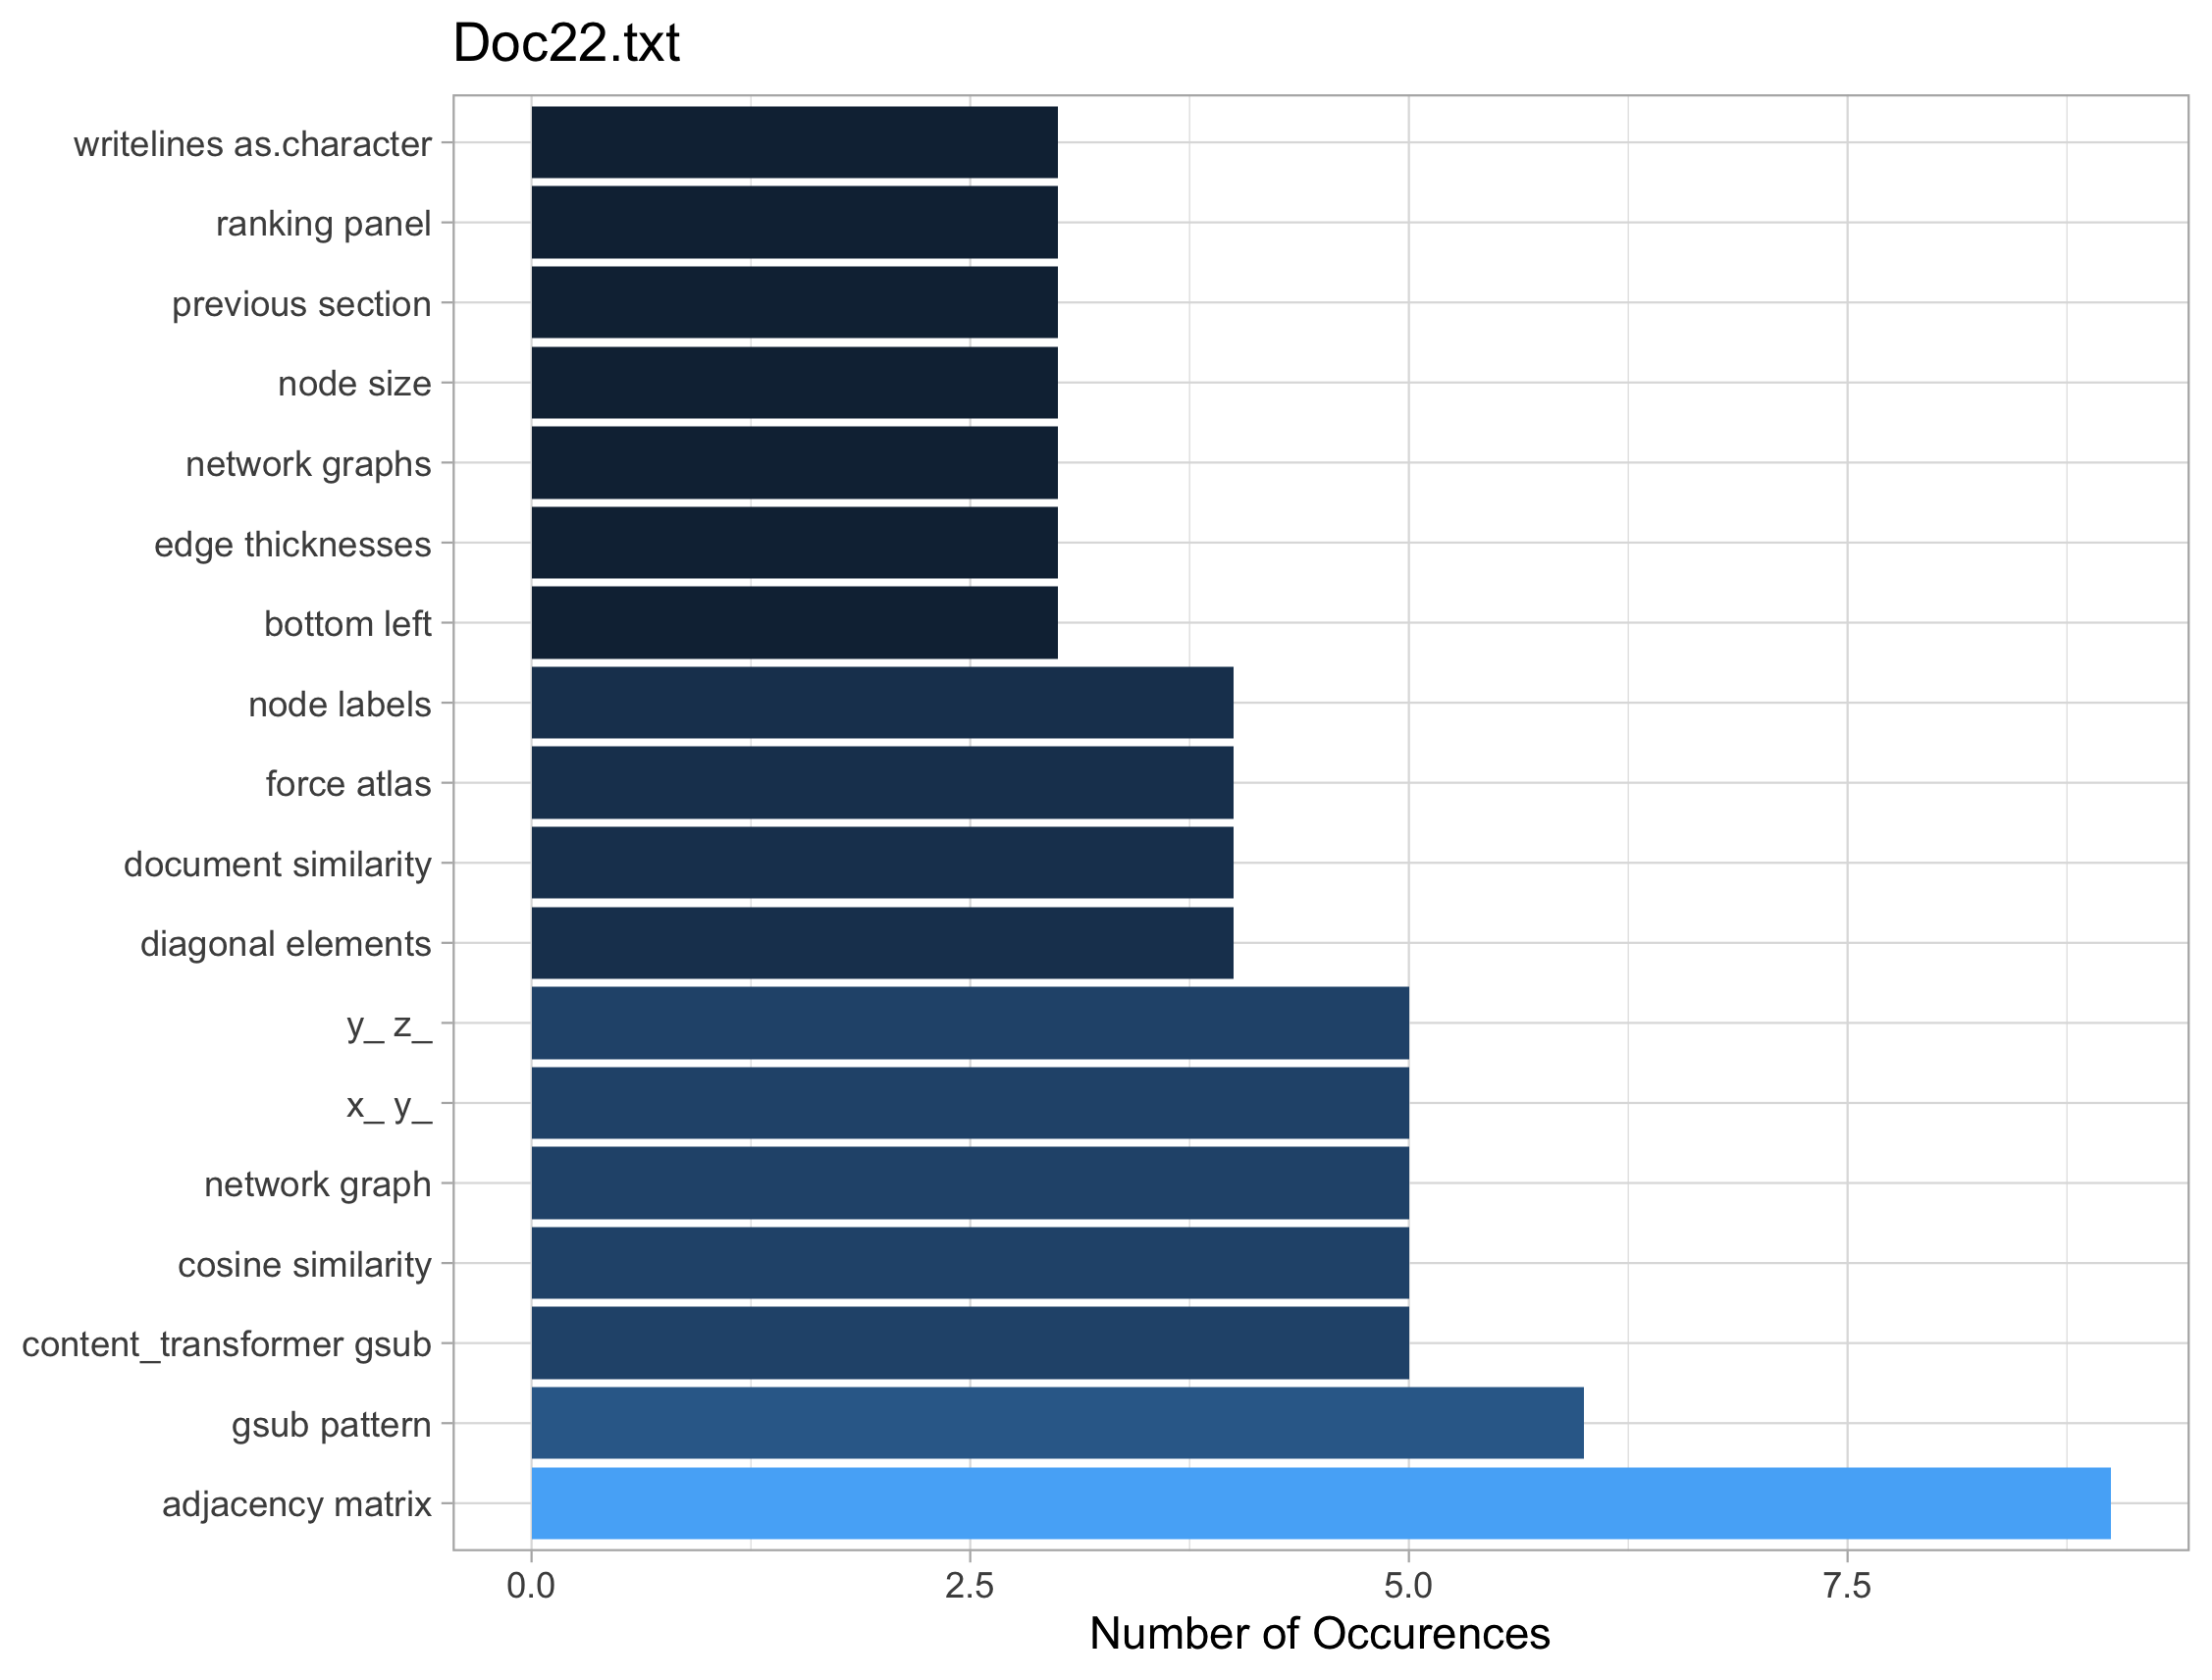 Doc22.txt
writelines as.character
ranking panel
previous section
node size
network graphs
edge thicknesses
bottom left
node labels
force atlas
document similarity
diagonal elements
y_ z_
x_ y_
network graph
cosine similarity
content_transformer gsub
gsub pattern
adjacency matrix
0.0 2.5 5.0 7.5
Number of Occurences